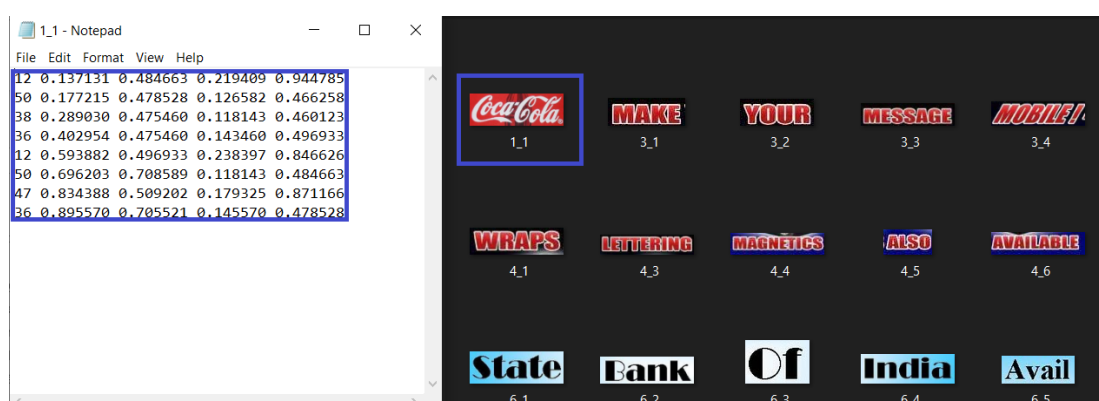 1_1 - Notepad
File Edit Format View Help
12 0.137131 0.484663 0.219409 0.944785
50 0.177215 0.478528 0.126582 0.466258
38 0.289030 0.475460 0.118143 0.460123
36 0.402954 0.475460 0.143460 0.496933
12 0.593882 0.496933 0.238397 0.846626
50 0.696203 0.708589 0.118143 0.484663
47 0.834388 0.509202 0.179325 0.871166
36 0.895570 0.705521 0.145570 0.478528
Coca-Cola MAKE YOUR MESSAGE MOBILE!
1_1 3_1 3_2 3_3 3_4
WRAPS LETTERING MAGNETICS ALSO AVAILABLE
4_1 4_3 4_4 4_5 4_6
State Bank Of India Avail
6_1 6_2 6_3 6_4 6_5